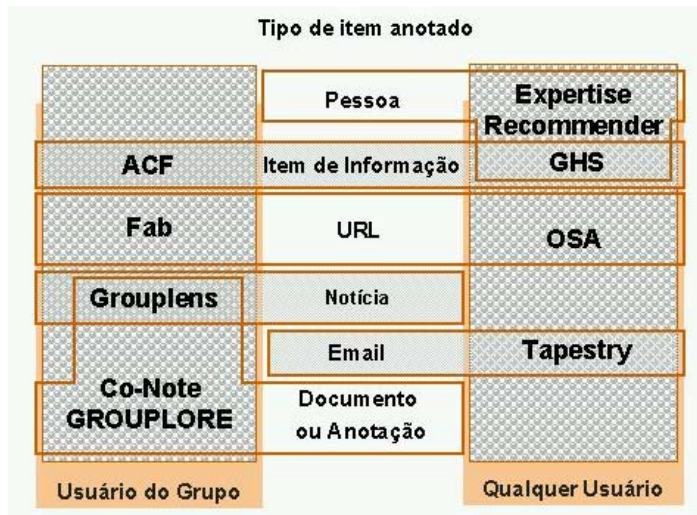 Tipo de item anotado
Pessoa
Expertise
Recommender
ACF
Item de Informação
GHS
Fab
URL
OSA
Grouplens
Notícia
Email
Tapestry
Co-Note
GROUPLORE
Documento
ou Anotação
Usuário do Grupo
Qualquer Usuário